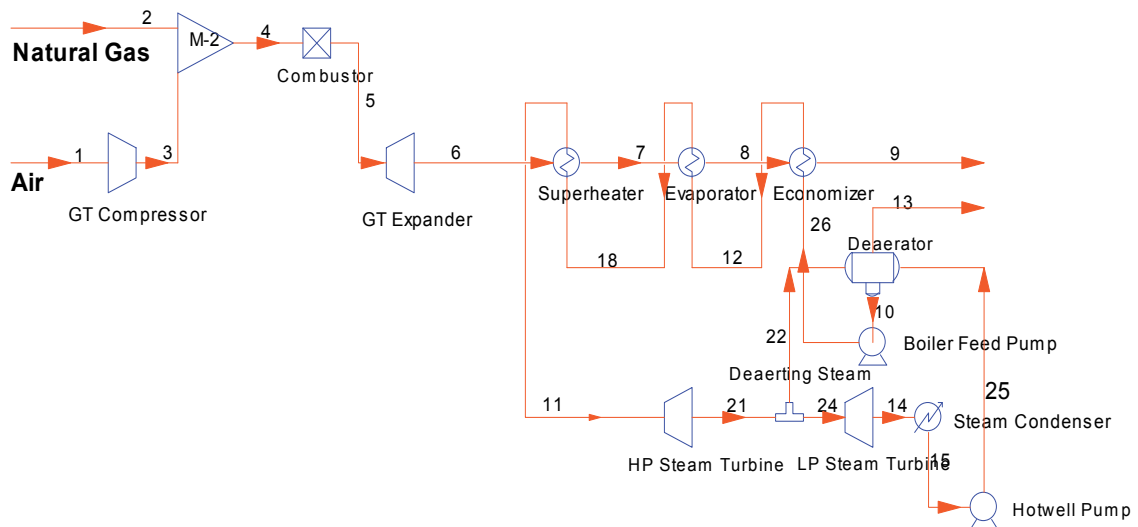 2
M-2
4
Natural Gas
Combustor
5
1
3
6
7
8
9
Air
GT Compressor
GT Expander
Superheater
Evaporator
Economizer
13
26
Deaerator
18
12
10
22
Boiler Feed Pump
Deaerting Steam
11
21
24
14
25
Steam Condenser
HP Steam Turbine
LP Steam Turbine
15
Hotwell Pump